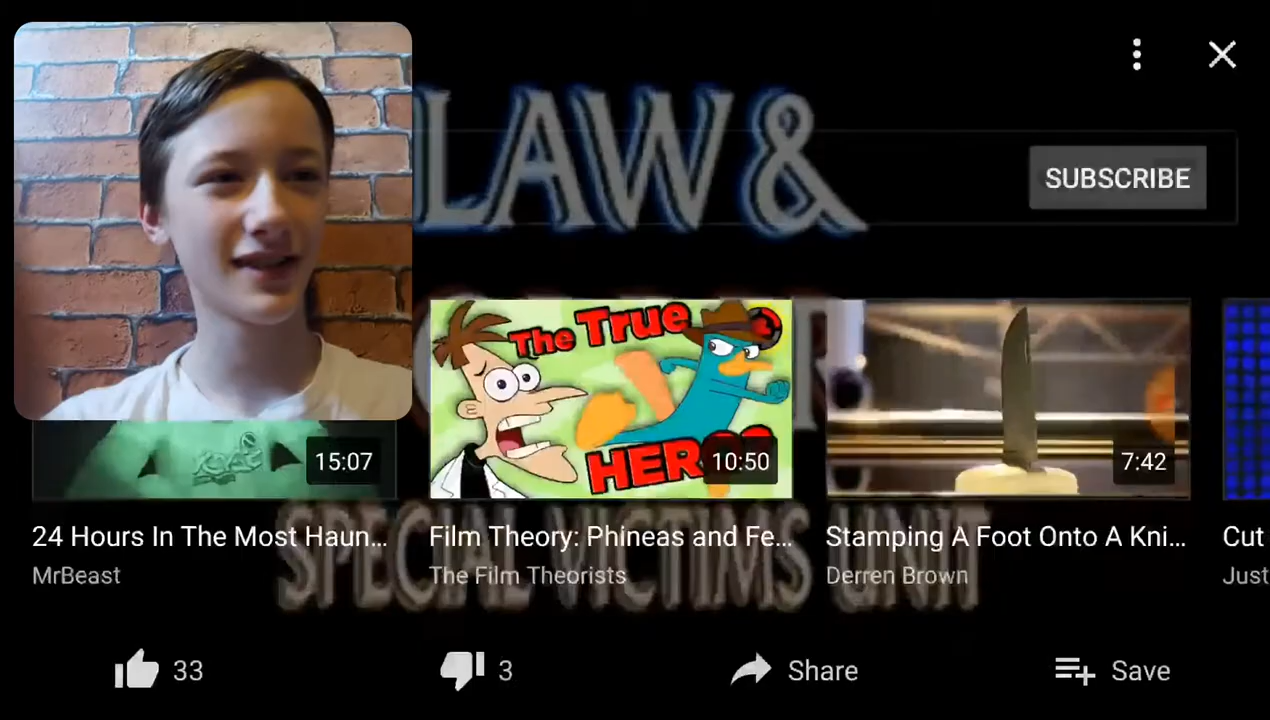 LAW &
SUBSCRIBE
The True
HERO
15:07
10:50
7:42
24 Hours In The Most Haun...
Film Theory: Phineas and Fe...
Stamping A Foot Onto A Kni...
Cut
MrBeast
The Film Theorists
Derren Brown
Just
SPECIAL VICTIMS UNIT
33
3
Share
Save